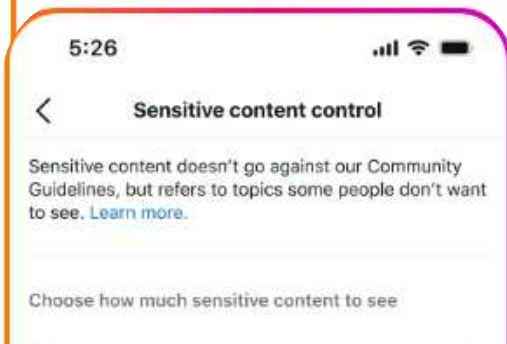 5:26
Sensitive content control
Sensitive content doesn't go against our Community
Guidelines, but refers to topics some people don't want
to see. Learn more.
Choose how much sensitive content to see